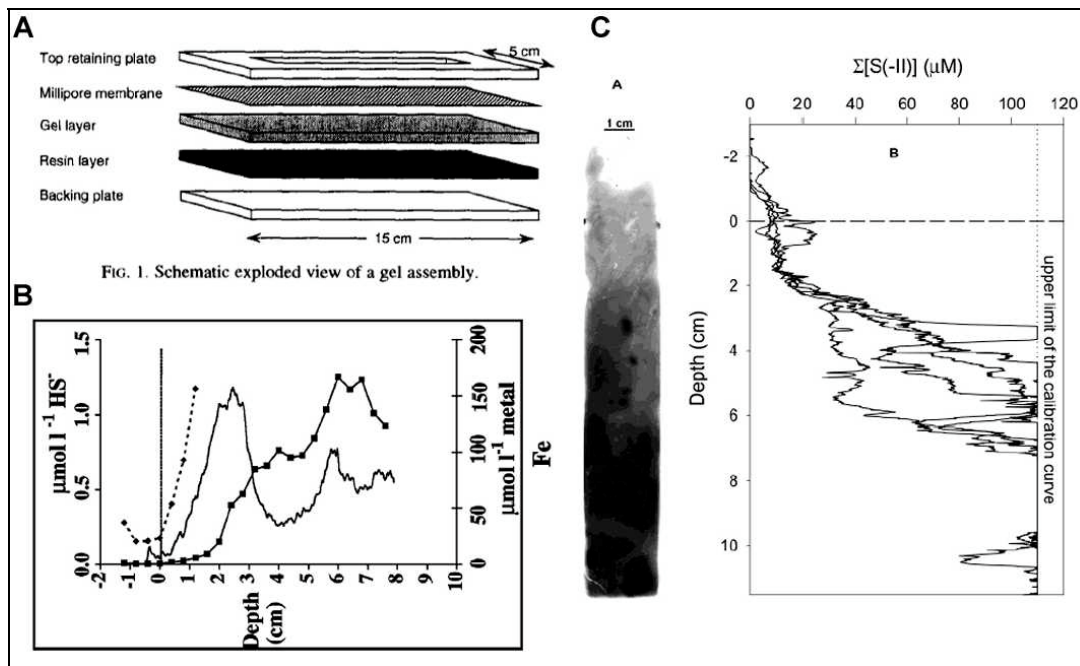 A
Top retaining plate
5 cm
Millipore membrane
Gel layer
Resin layer
Backing plate
15 cm
FIG. 1. Schematic exploded view of a gel assembly.
B
µmol l⁻¹ HS⁻
1.5
1.0
0.5
0.0
200
150
100
50
0
µmol l⁻¹ metal
Fe
-2 -1 0 1 2 3 4 5 6 7 8 9 10
Depth
(cm)
C
A
1 cm
Σ[S(-II)] (µM)
0 20 40 60 80 100 120
B
Depth (cm)
-2
0
2
4
6
8
10
upper limit of the calibration curve